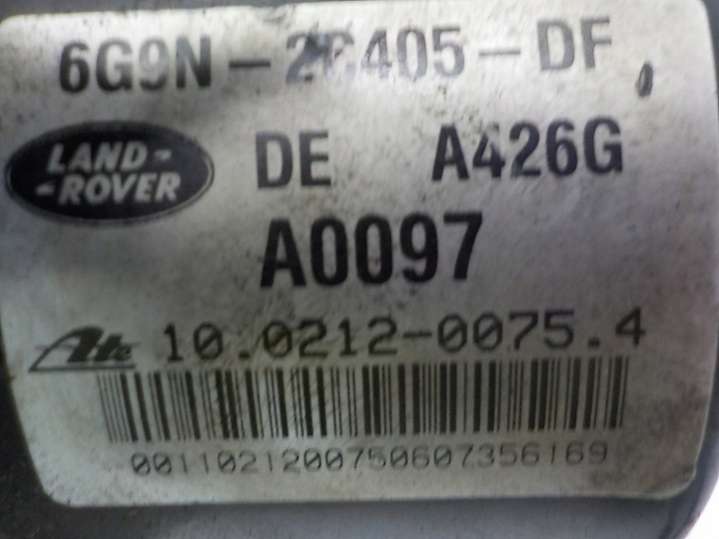 6G9N-2C405-DF
LAND-
-ROVER
DE A426G
A0097
Ate 10.0212-0075.4
0011021200750607356169